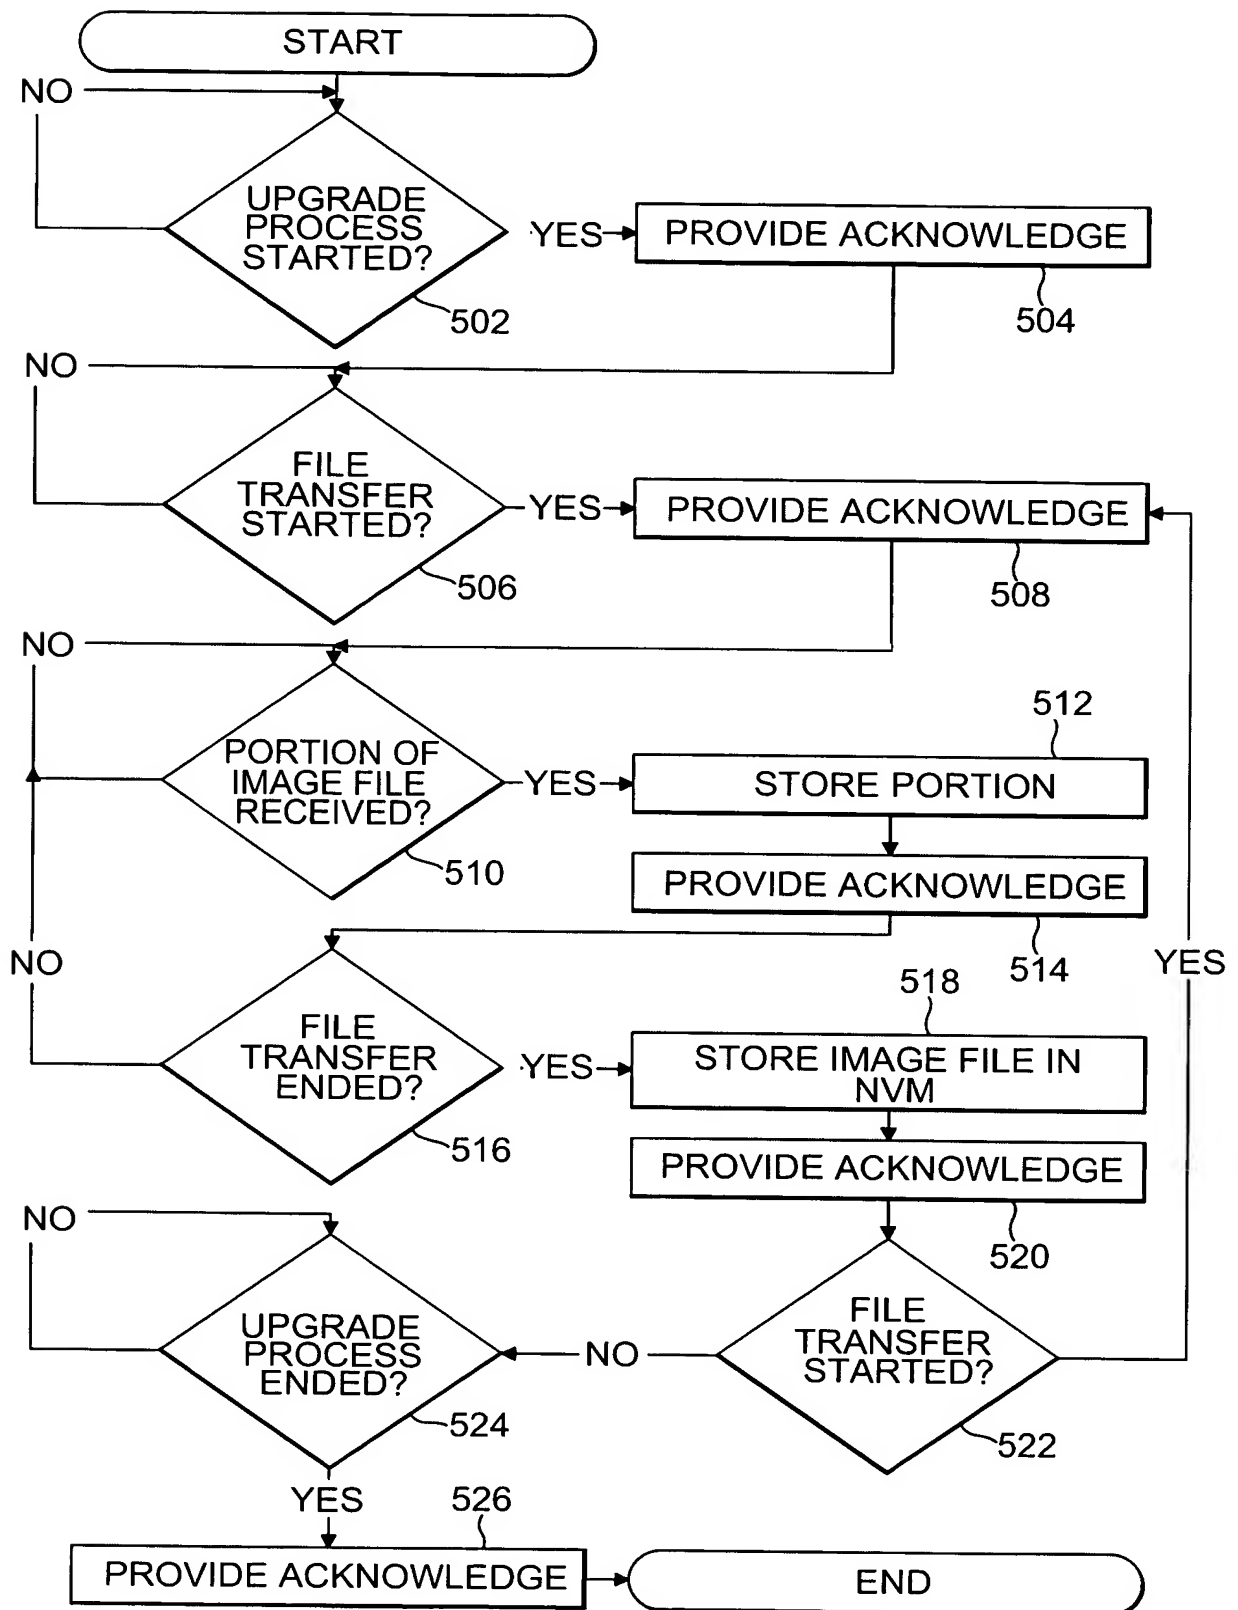 START
NO
UPGRADE
PROCESS
STARTED?
YES
PROVIDE ACKNOWLEDGE
502
504
NO
FILE
TRANSFER
STARTED?
YES
PROVIDE ACKNOWLEDGE
506
508
NO
PORTION OF
IMAGE FILE
RECEIVED?
YES
512
STORE PORTION
510
PROVIDE ACKNOWLEDGE
514
NO
YES
FILE
TRANSFER
ENDED?
YES
518
STORE IMAGE FILE IN
NVM
516
PROVIDE ACKNOWLEDGE
520
NO
UPGRADE
PROCESS
ENDED?
NO
FILE
TRANSFER
STARTED?
524
522
YES
526
PROVIDE ACKNOWLEDGE
END